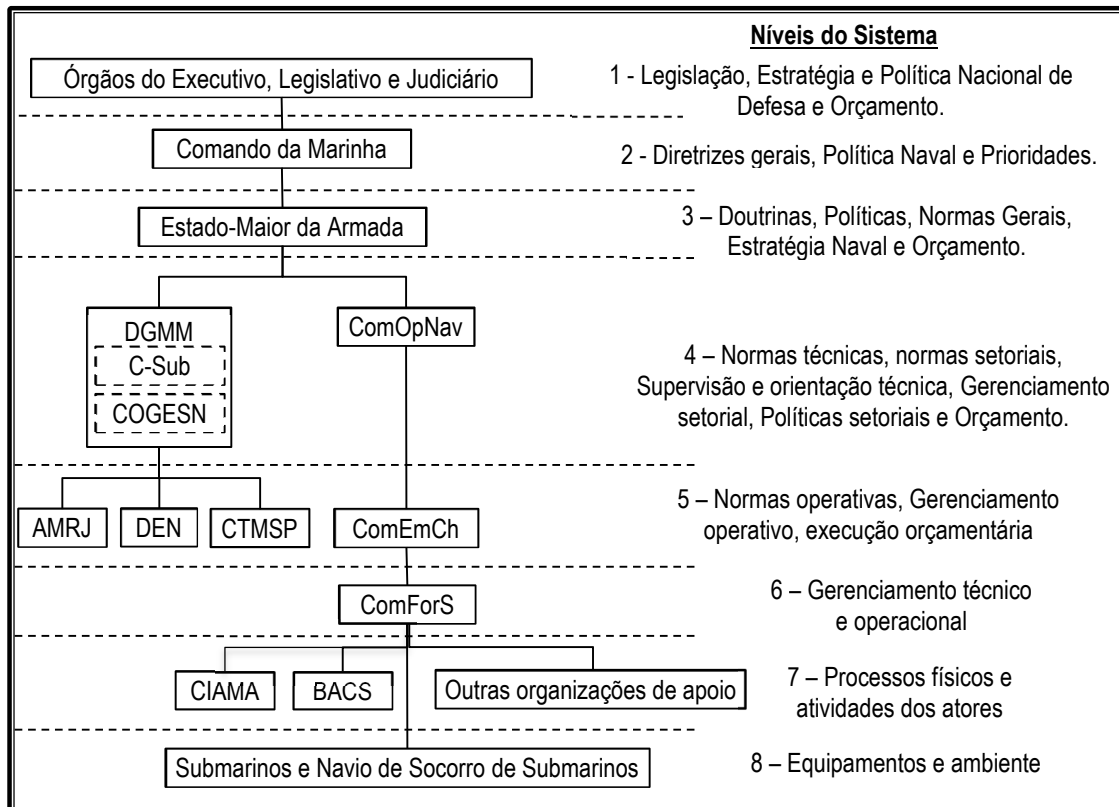 Níveis do Sistema
Órgãos do Executivo, Legislativo e Judiciário
1 - Legislação, Estratégia e Política Nacional de
Defesa e Orçamento.
Comando da Marinha
2 - Diretrizes gerais, Política Naval e Prioridades.
Estado-Maior da Armada
3 – Doutrinas, Políticas, Normas Gerais,
Estratégia Naval e Orçamento.
DGMM
C-Sub
COGESN
ComOpNav
4 – Normas técnicas, normas setoriais,
Supervisão e orientação técnica, Gerenciamento
setorial, Políticas setoriais e Orçamento.
AMRJ
DEN
CTMSP
ComEmCh
5 – Normas operativas, Gerenciamento
operativo, execução orçamentária
ComForS
6 – Gerenciamento técnico
e operacional
CIAMA
BACS
Outras organizações de apoio
7 – Processos físicos e
atividades dos atores
Submarinos e Navio de Socorro de Submarinos
8 – Equipamentos e ambiente